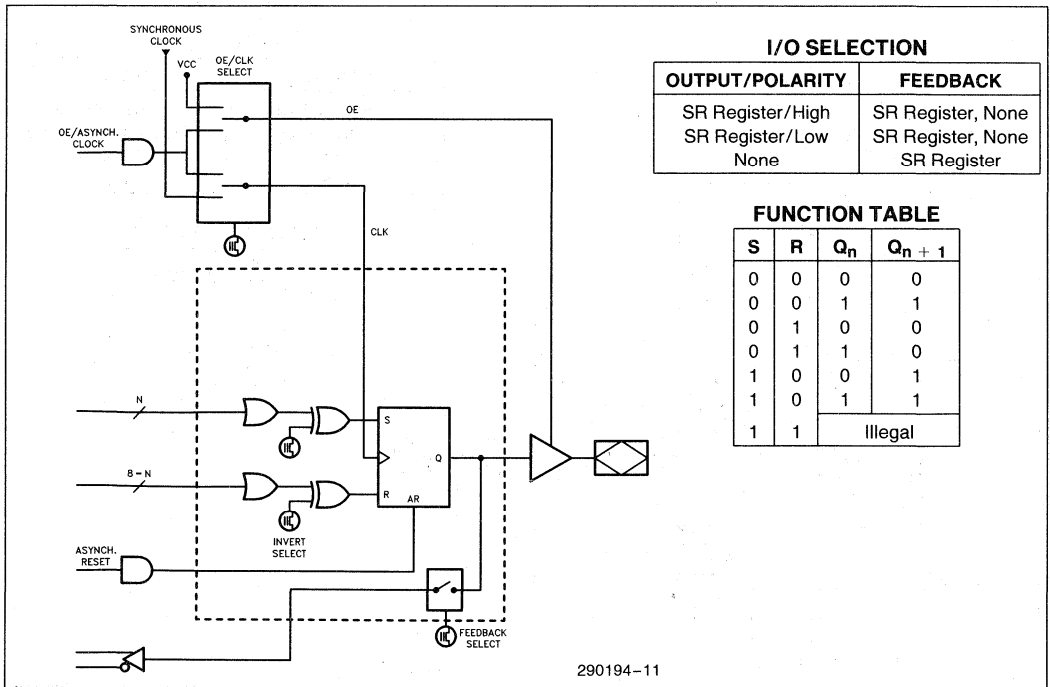 SYNCHRONOUS
CLOCK
VCC
OE/CLK
SELECT
OE
OE/ASYNCH.
CLOCK
CLK
N
S
Q
8-N
R
AR
INVERT
SELECT
ASYNCH.
RESET
FEEDBACK
SELECT
290194-11
I/O SELECTION
OUTPUT/POLARITY FEEDBACK
SR Register/High SR Register, None
SR Register/Low SR Register, None
None SR Register
FUNCTION TABLE
S R Qn Qn + 1
0 0 0 0
0 0 1 1
0 1 0 0
0 1 1 0
1 0 0 1
1 0 1 1
1 1 Illegal